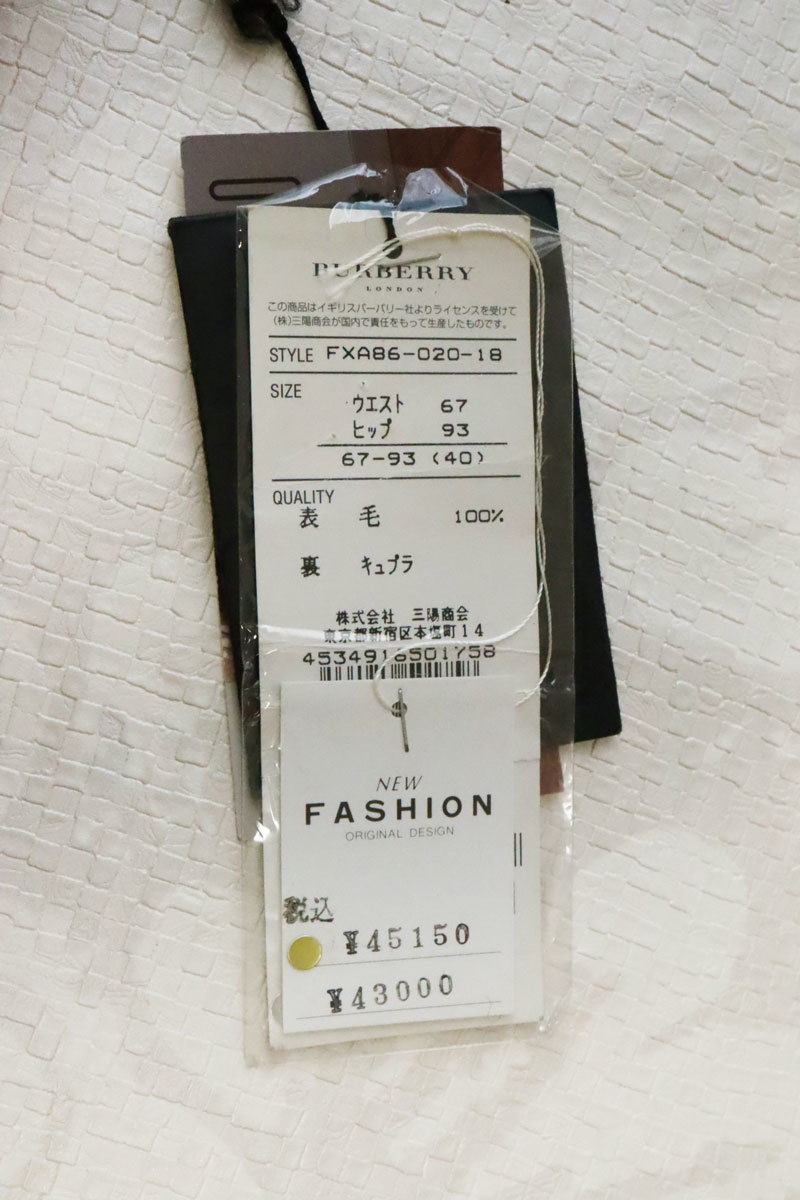 BURBERRY
LONDON
この商品はイギリスバーバリー社よりライセンスを受けて
(株)三陽商会が国内で責任をもって生産したものです。
STYLE FXA86-020-18
SIZE
ウエスト 67
ヒップ 93
67-93 (40)
QUALITY
表 毛 100%
裏 キュプラ
株式会社 三陽商会
東京都新宿区本塩町14
4534918501758
NEW
FASHION
ORIGINAL DESIGN
税込
¥45150
¥43000